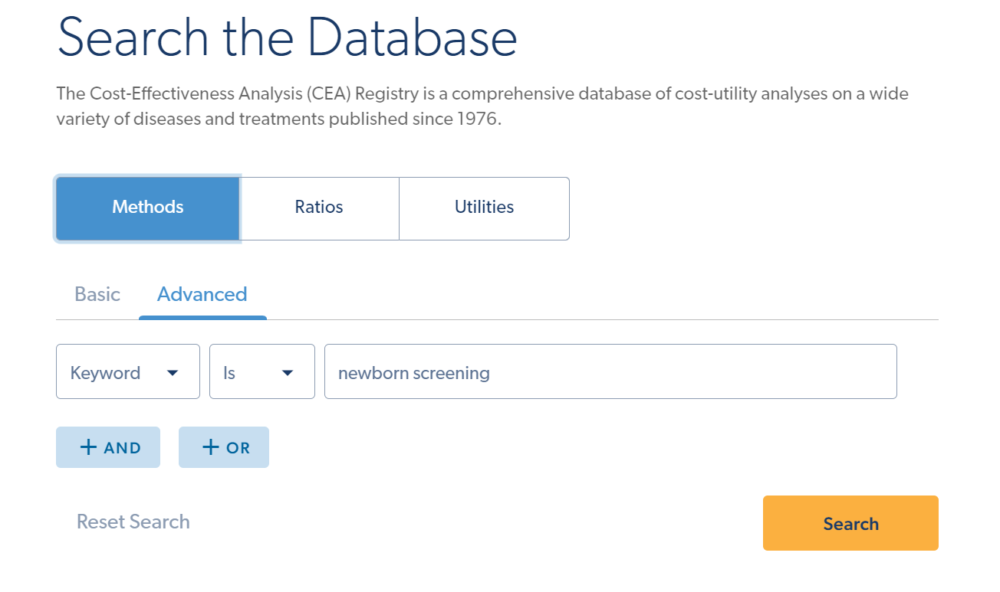 Search the Database
The Cost-Effectiveness Analysis (CEA) Registry is a comprehensive database of cost-utility analyses on a wide
variety of diseases and treatments published since 1976.
Methods Ratios Utilities
Basic Advanced
Keyword Is newborn screening
+ AND + OR
Reset Search Search